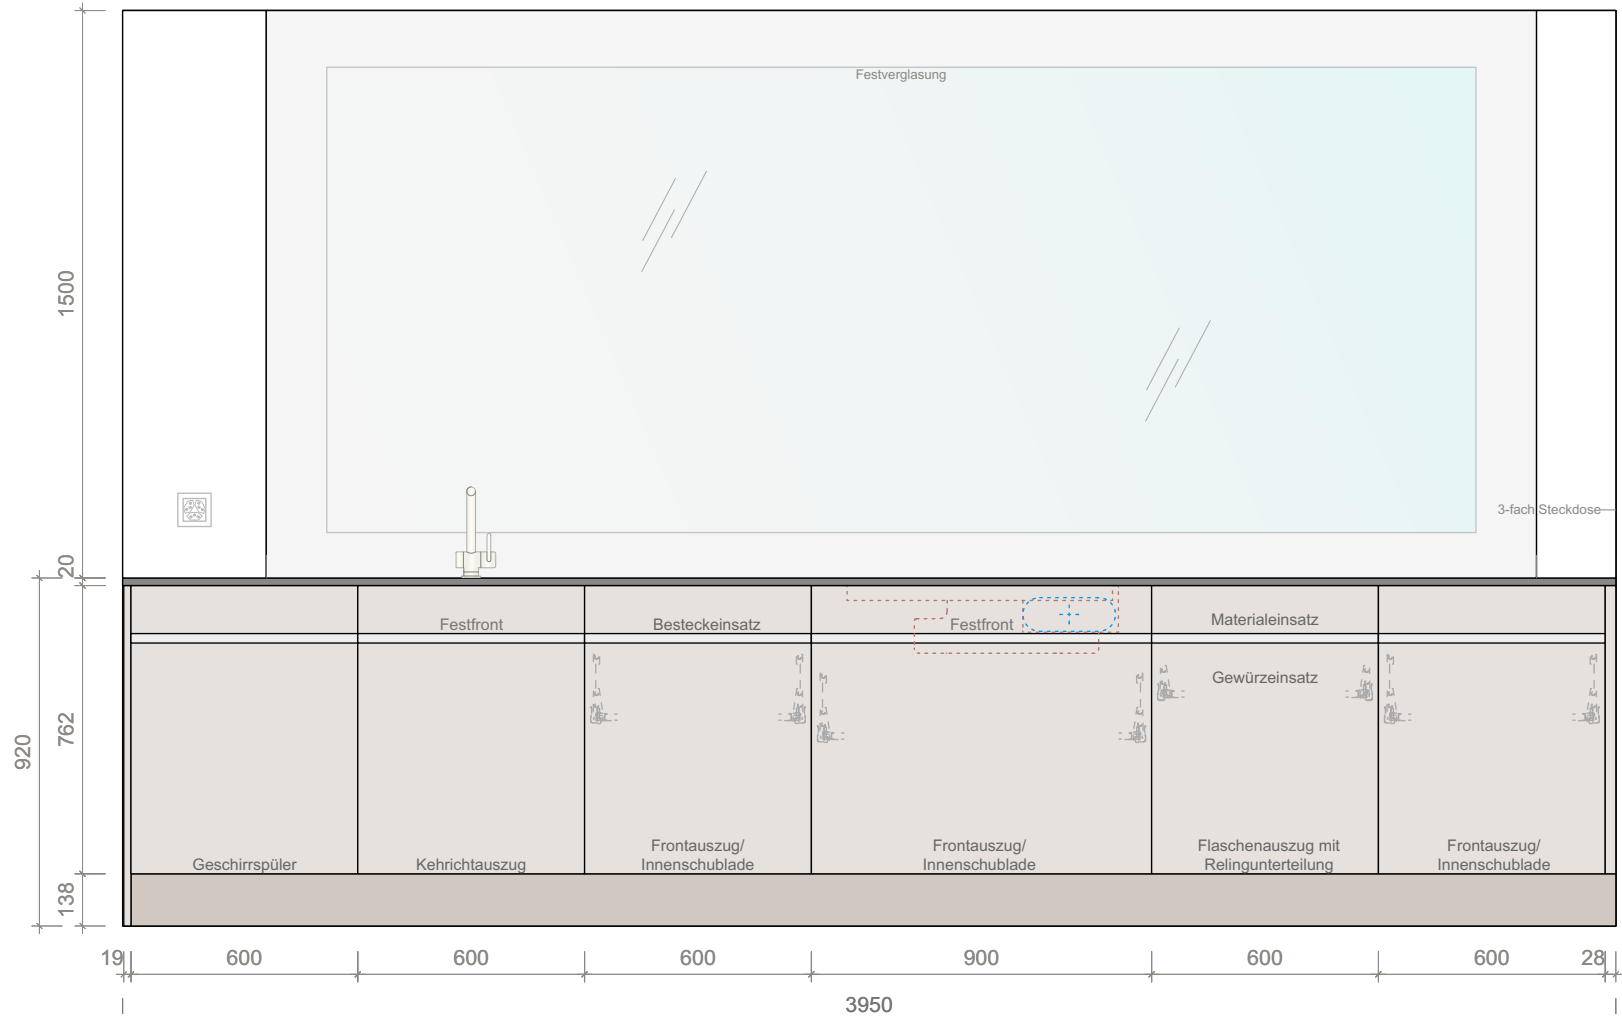 Festverglasung
1500
3-fach Steckdose
20
Festfront
Besteckeinsatz
Festfront
Materialeinsatz
Gewürzeinsatz
762
920
Geschirrspüler
Kehrichtauszug
Frontauszug/
Innenschublade
Frontauszug/
Innenschublade
Flaschenauszug mit
Relingunterteilung
Frontauszug/
Innenschublade
138
19
600
600
600
900
600
600
28
3950